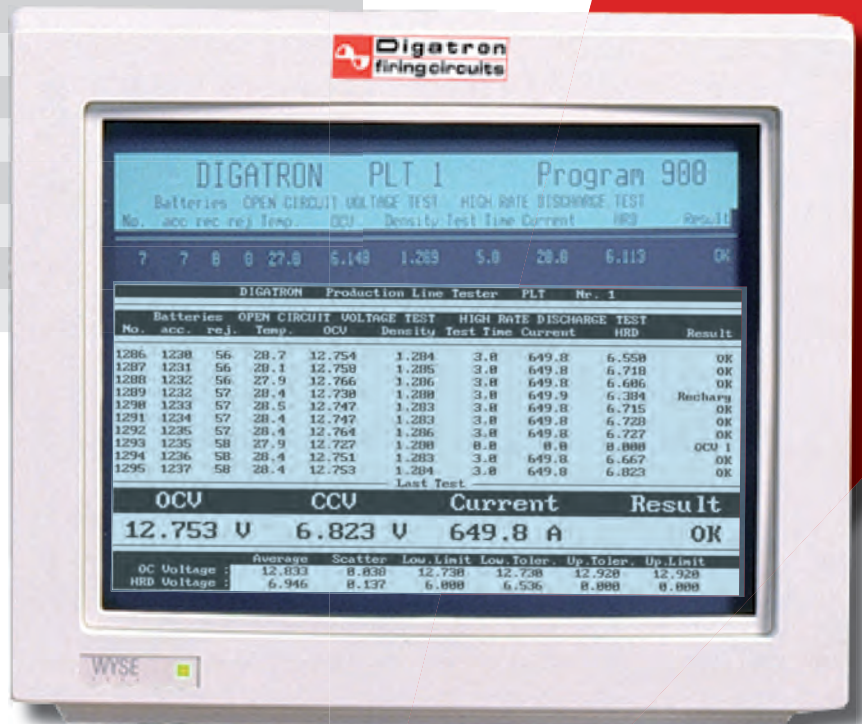 Digatron
firing circuits
DIGATRON PLT 1 Program 900
Batteries OPEN CIRCUIT VOLTAGE TEST HIGH RATE DISCHARGE TEST
No. acc rec rej Temp. OCV Density Test Time Current HRD Result
7 7 0 0 27.0 6.113 OK
DIGATRON Production Line Tester PLT Nr. 1
Batteries OPEN CIRCUIT VOLTAGE TEST HIGH RATE DISCHARGE TEST
No. acc. rej. Temp. OCV Density Test Time Current HRD Result
1286 1230 56 28.7 12.754 1.284 3.0 649.8 6.550 OK
1287 1231 56 28.1 12.758 1.285 3.0 649.8 6.718 OK
1288 1232 56 27.9 12.766 1.286 3.0 649.8 6.606 OK
1289 1232 57 28.4 12.730 1.280 3.0 649.9 6.384 Recharg
1290 1233 57 28.5 12.747 1.283 3.0 649.8 6.715 OK
1291 1234 57 28.4 12.747 1.283 3.0 649.8 6.728 OK
1292 1235 57 28.4 12.764 1.286 3.0 649.8 6.727 OK
1293 1235 58 27.9 12.727 1.280 0.0 0.0 0.000 OCV 1
1294 1236 58 28.4 12.751 1.283 3.0 649.8 6.667 OK
1295 1237 58 28.4 12.753 1.284 3.0 649.8 6.823 OK
Last Test
OCV CCV Current Result
12.753 V 6.823 V 649.8 A OK
Average Scatter Low.Limit Low.Toler. Up.Toler. Up.Limit
OC Voltage : 12.833 0.038 12.730 12.730 12.920 12.920
HRD Voltage : 6.946 0.137 6.000 6.536 0.000 0.000
WYSE